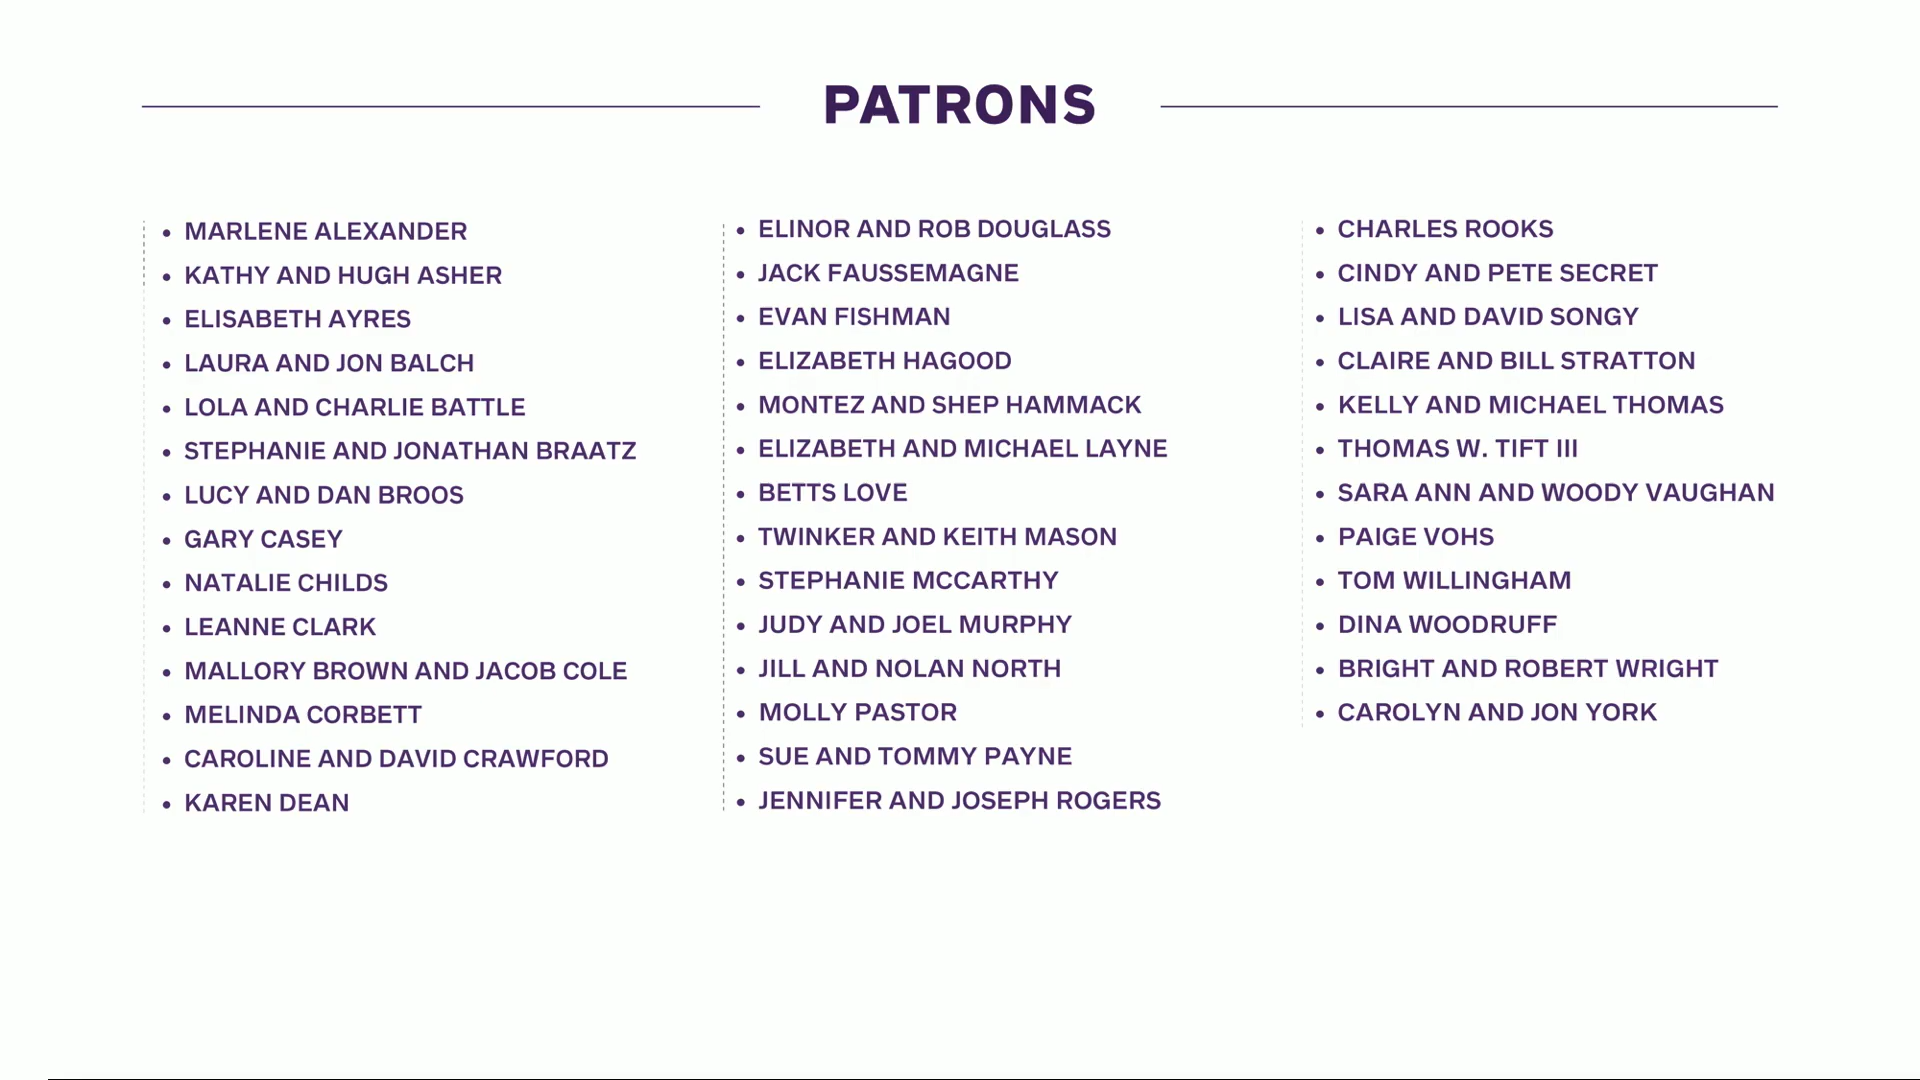 PATRONS
• MARLENE ALEXANDER
• KATHY AND HUGH ASHER
• ELISABETH AYRES
• LAURA AND JON BALCH
• LOLA AND CHARLIE BATTLE
• STEPHANIE AND JONATHAN BRAATZ
• LUCY AND DAN BROOS
• GARY CASEY
• NATALIE CHILDS
• LEANNE CLARK
• MALLORY BROWN AND JACOB COLE
• MELINDA CORBETT
• CAROLINE AND DAVID CRAWFORD
• KAREN DEAN
• ELINOR AND ROB DOUGLASS
• JACK FAUSSEMAGNE
• EVAN FISHMAN
• ELIZABETH HAGOOD
• MONTEZ AND SHEP HAMMACK
• ELIZABETH AND MICHAEL LAYNE
• BETTS LOVE
• TWINKER AND KEITH MASON
• STEPHANIE MCCARTHY
• JUDY AND JOEL MURPHY
• JILL AND NOLAN NORTH
• MOLLY PASTOR
• SUE AND TOMMY PAYNE
• JENNIFER AND JOSEPH ROGERS
• CHARLES ROOKS
• CINDY AND PETE SECRET
• LISA AND DAVID SONGY
• CLAIRE AND BILL STRATTON
• KELLY AND MICHAEL THOMAS
• THOMAS W. TIFT III
• SARA ANN AND WOODY VAUGHAN
• PAIGE VOHS
• TOM WILLINGHAM
• DINA WOODRUFF
• BRIGHT AND ROBERT WRIGHT
• CAROLYN AND JON YORK